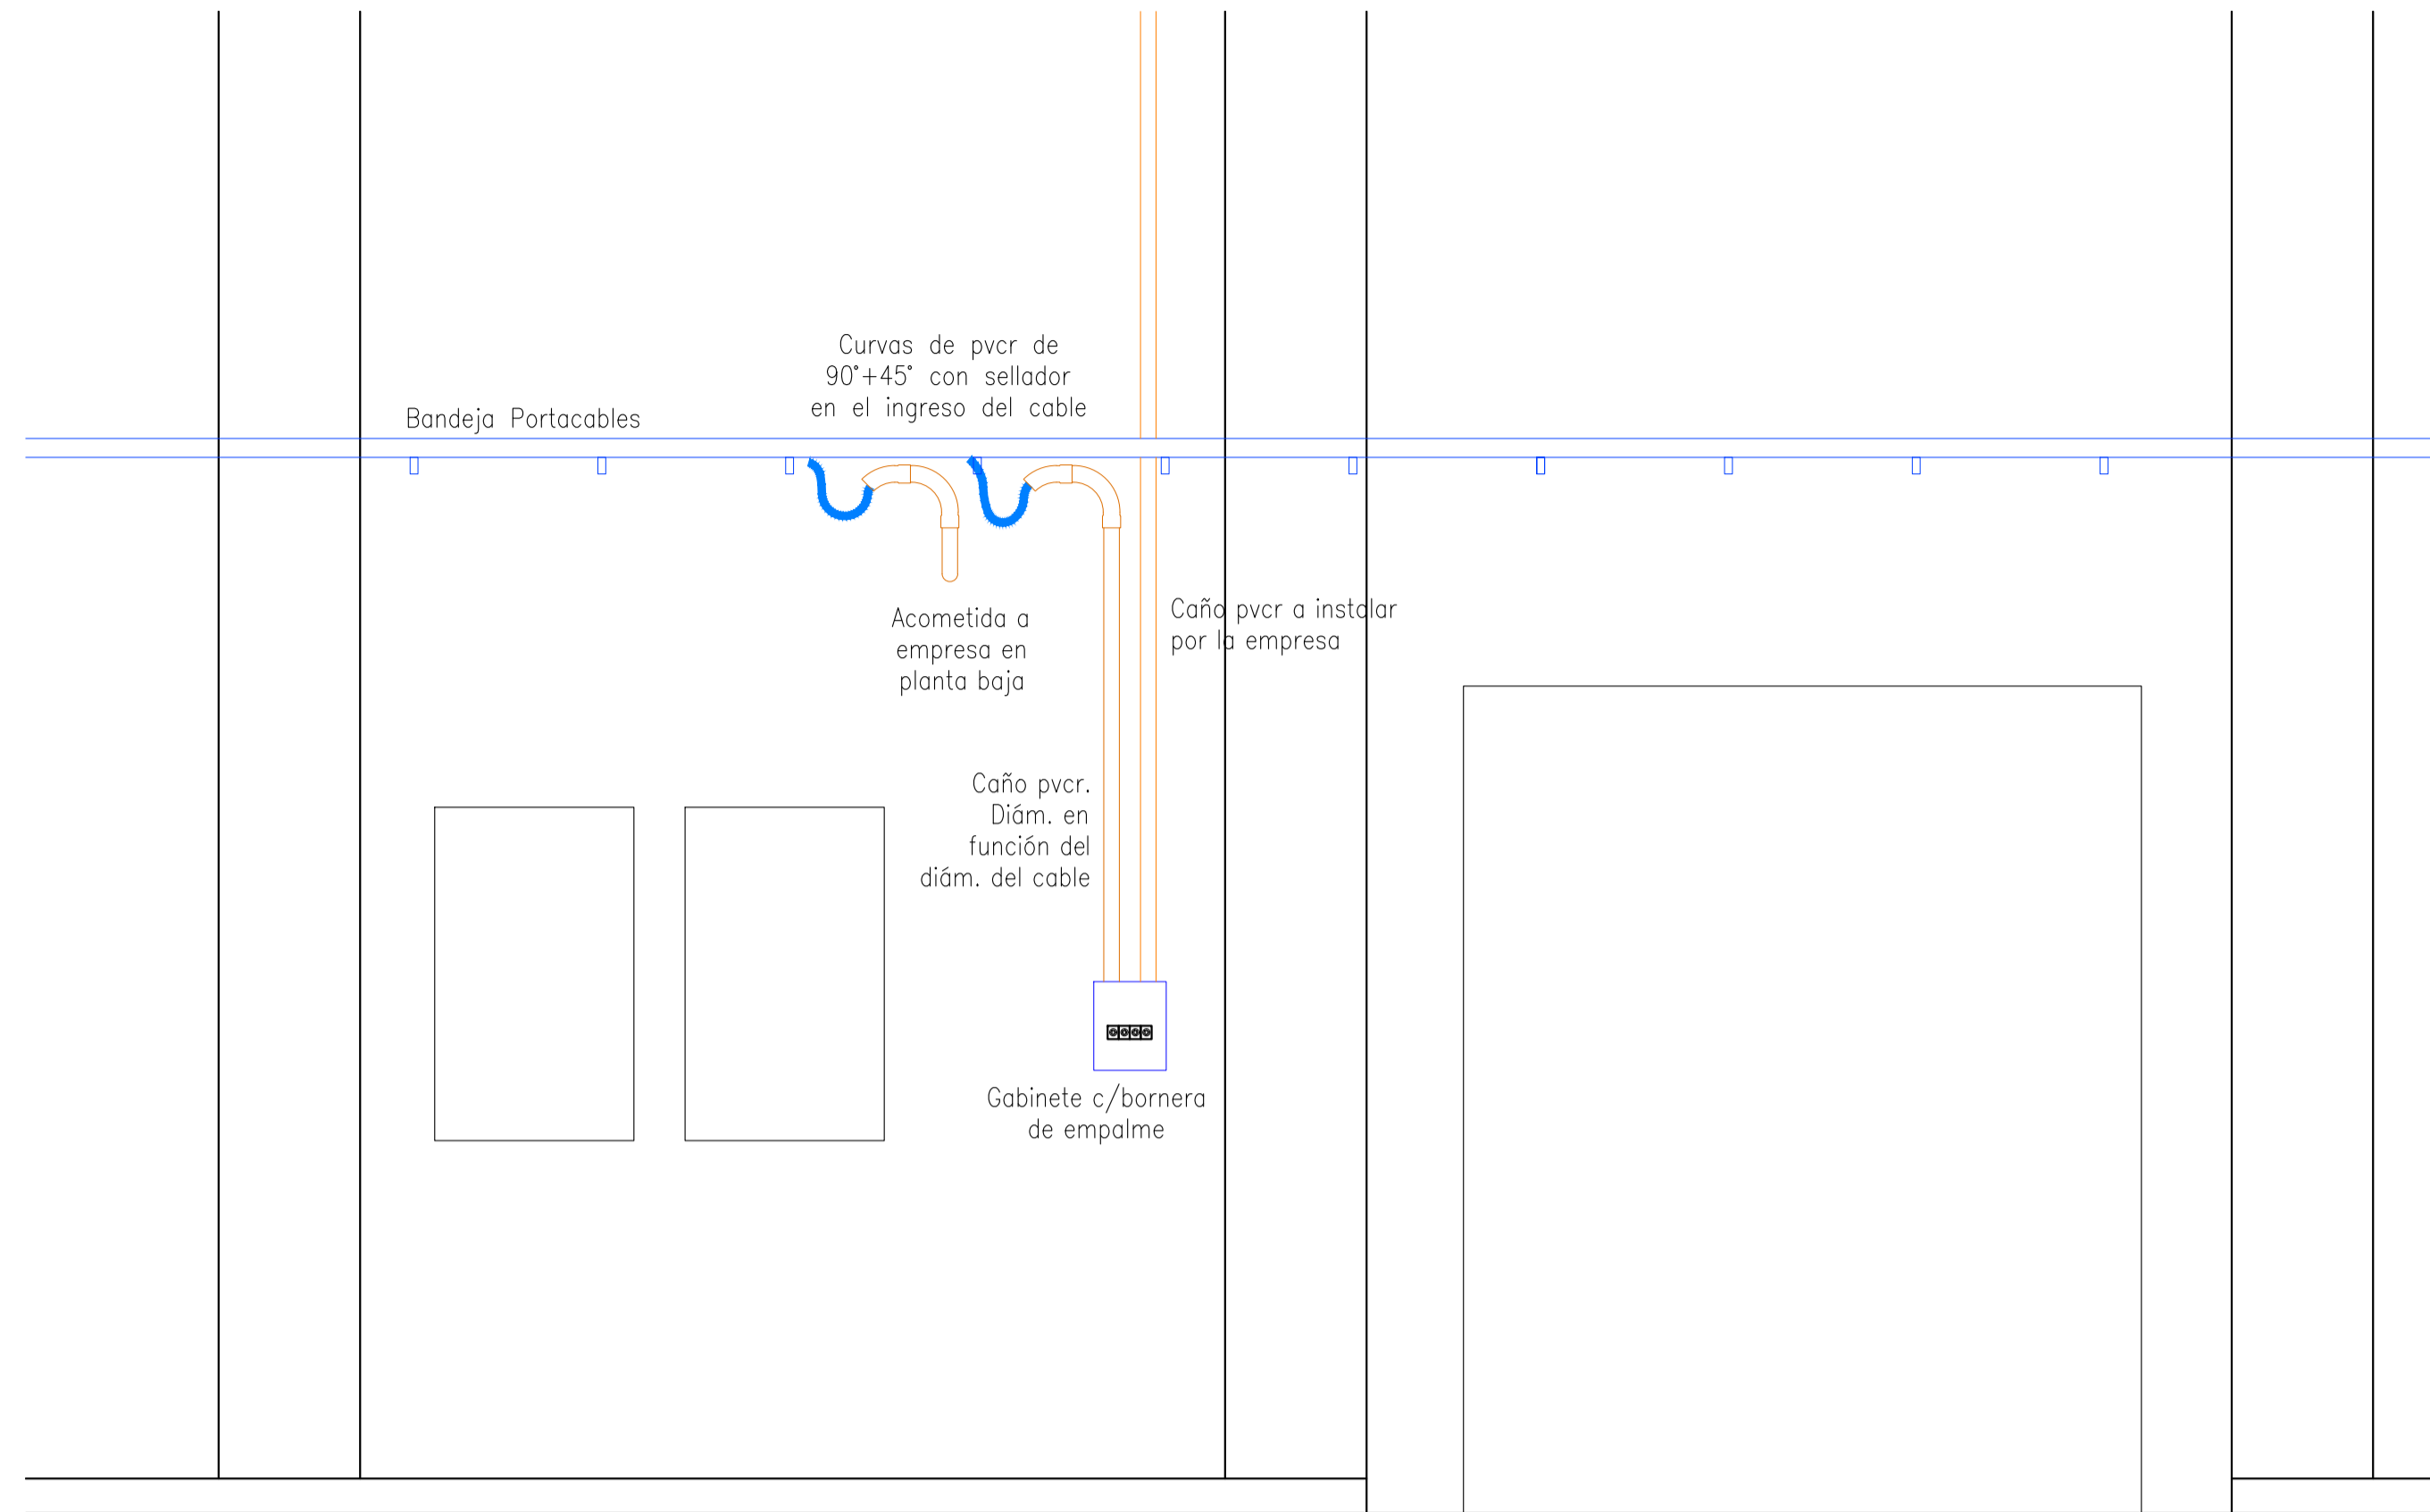 Curvas de pvcr de
90°+45° con sellador
en el ingreso del cable
Bandeja Portacables
Acometida a
empresa en
planta baja
Caño pvcr a instalar
por la empresa
Caño pvcr.
Diám. en
función del
diám. del cable
Gabinete c/bornera
de empalme